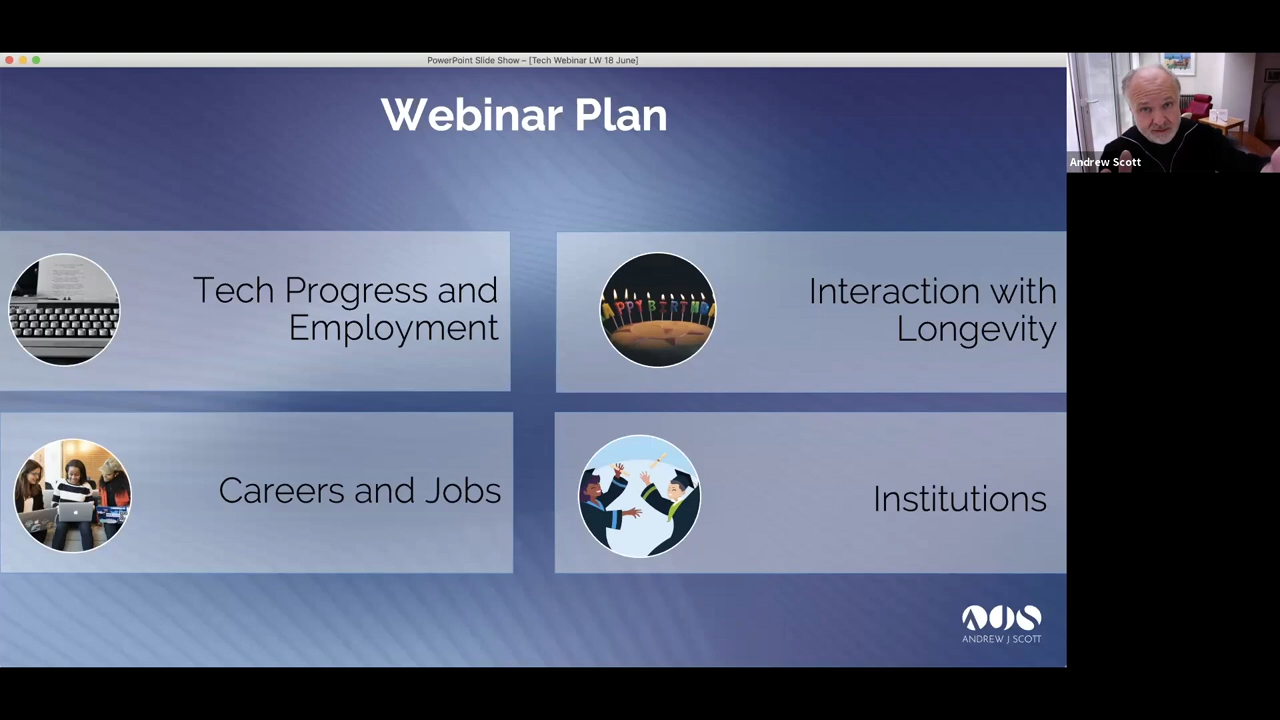 PowerPoint Slide Show – [Tech Webinar LW 18 June]
Webinar Plan
Andrew Scott
Tech Progress and
Employment
Interaction with
Longevity
Careers and Jobs
Institutions
AJS
ANDREW J SCOTT